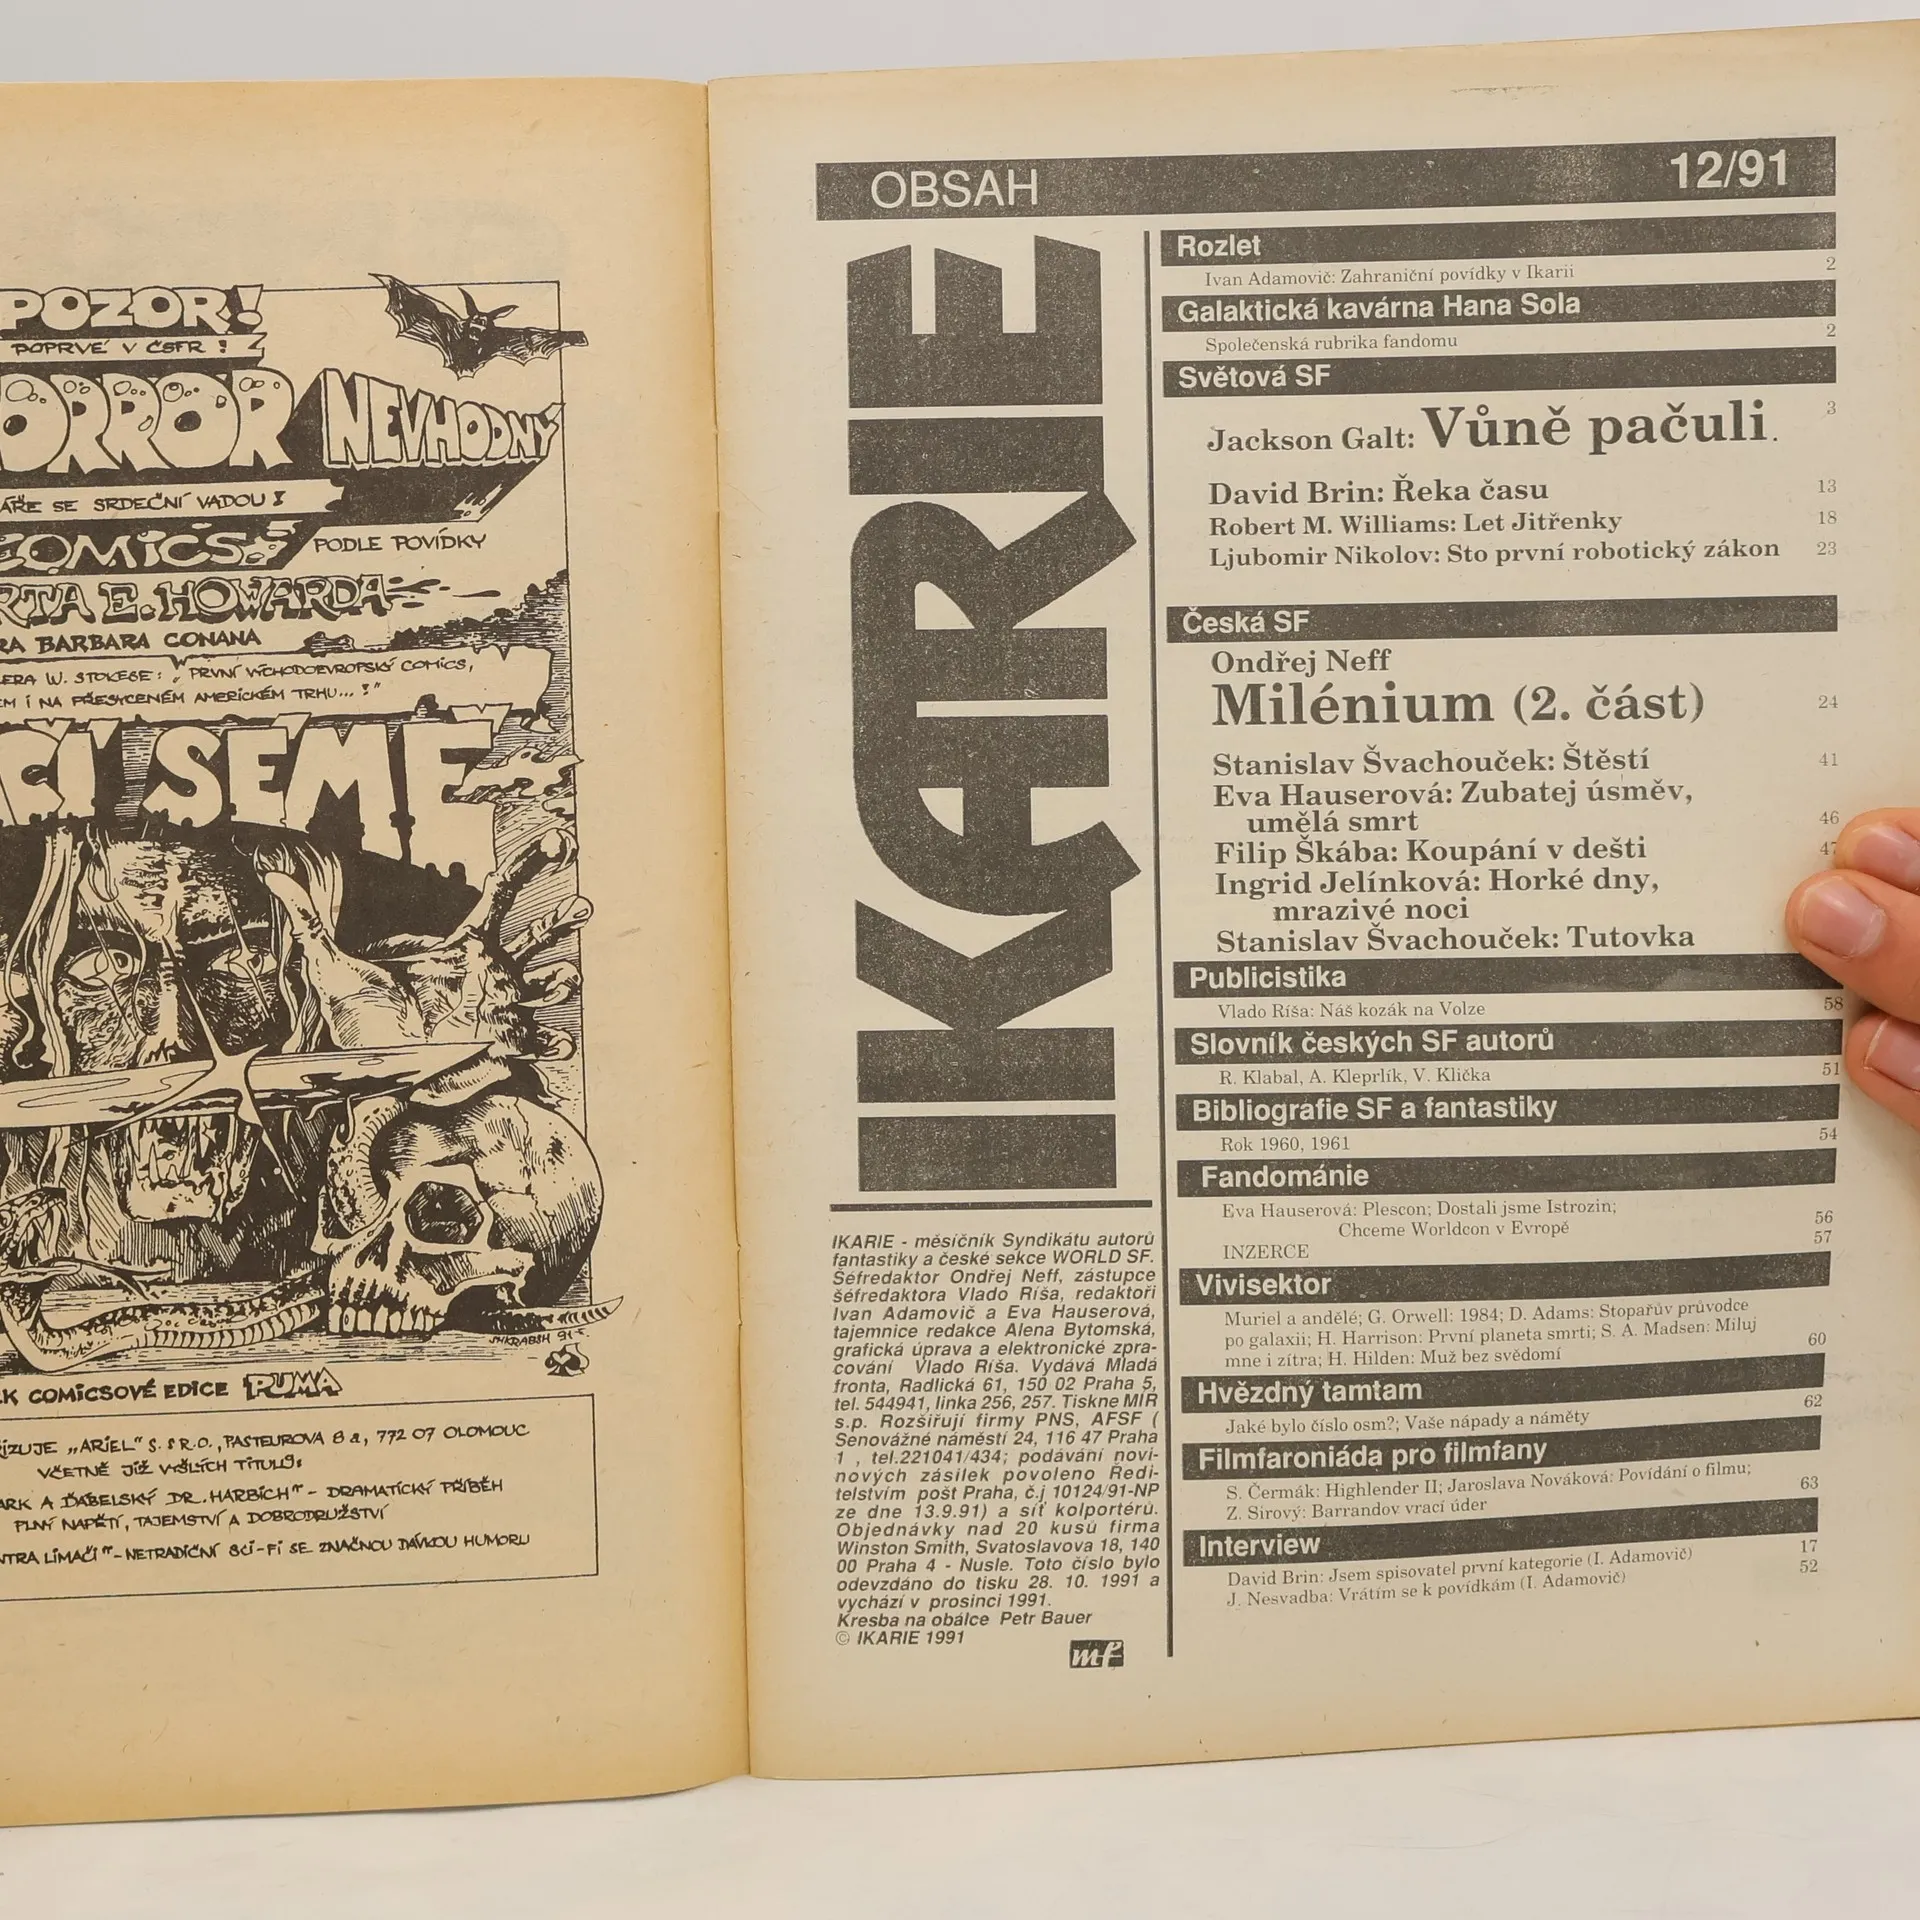 POZOR!
POPRVÉ V ČSFR!
HORROR NEVHODNÝ
SE SRDEČNÍ VADOU!
COMICS PODLE POVÍDKY
E. HOWARDA
BARBARA CONANA
W. STOKESE: „PRVNÍ VÝCHODOEVROPSKÝ COMICS,
I NA PŘESYCENÉM AMERICKÉM TRHU...!"
SÉMĚ
91
COMICSOVÉ EDICE PUMA
„ARIEL" S. S R.O., PASTEUROVA 8a, 772 07 OLOMOUC
VČETNĚ JIŽ VYŠLÝCH TITULŮ:
A ĎÁBELSKÝ DR. HARBICH" - DRAMATICKÝ PŘÍBĚH
PLNÝ NAPĚTÍ, TAJEMSTVÍ A DOBRODRUŽSTVÍ
LIMAČI" - NETRADIČNÍ SCI-FI SE ZNAČNOU DÁVKOU HUMORU
OBSAH 12/91
IKARIE
IKARIE - měsíčník Syndikátu autorů
fantastiky a české sekce WORLD SF.
Šéfredaktor Ondřej Neff, zástupce
šéfredaktora Vlado Ríša, redaktoři
Ivan Adamovič a Eva Hauserová,
tajemnice redakce Alena Bytomská,
grafická úprava a elektronické zpra-
cování Vlado Ríša. Vydává Mladá
fronta, Radlická 61, 150 02 Praha 5,
tel. 544941, linka 256, 257. Tiskne MÍR
s.p. Rozšiřují firmy PNS, AFSF (
Senovážné náměstí 24, 116 47 Praha
1 , tel.221041/434; podávání novi-
nových zásilek povoleno Ředi-
telstvím pošt Praha, č.j 10124/91-NP
ze dne 13.9.91) a síť kolportérů.
Objednávky nad 20 kusů firma
Winston Smith, Svatoslavova 18, 140
00 Praha 4 - Nusle. Toto číslo bylo
odevzdáno do tisku 28. 10. 1991 a
vychází v prosinci 1991.
Kresba na obálce Petr Bauer
© IKARIE 1991
mf
Rozlet
Ivan Adamovič: Zahraniční povídky v Ikarii 2
Galaktická kavárna Hana Sola
Společenská rubrika fandomu 2
Světová SF
Jackson Galt: Vůně pačuli. 3
David Brin: Řeka času 13
Robert M. Williams: Let Jitřenky 18
Ljubomir Nikolov: Sto první robotický zákon 23
Česká SF
Ondřej Neff
Milénium (2. část) 24
Stanislav Švachouček: Štěstí 41
Eva Hauserová: Zubatej úsměv,
umělá smrt 46
Filip Škába: Koupání v dešti 47
Ingrid Jelínková: Horké dny,
mrazivé noci
Stanislav Švachouček: Tutovka
Publicistika
Vlado Ríša: Náš kozák na Volze 58
Slovník českých SF autorů
R. Klabal, A. Kleprlík, V. Klička 51
Bibliografie SF a fantastiky
Rok 1960, 1961 54
Fandománie
Eva Hauserová: Plescon; Dostali jsme Istrozin;
Chceme Worldcon v Evropě 56
INZERCE 57
Vivisektor
Muriel a andělé; G. Orwell: 1984; D. Adams: Stopařův průvodce
po galaxii; H. Harrison: První planeta smrti; S. A. Madsen: Miluj
mne i zítra; H. Hilden: Muž bez svědomí 60
Hvězdný tamtam
Jaké bylo číslo osm?; Vaše nápady a náměty 62
Filmfaroniáda pro filmfany
S. Čermák: Highlender II; Jaroslava Nováková: Povídání o filmu;
Z. Sirový: Barrandov vrací úder 63
Interview
David Brin: Jsem spisovatel první kategorie (I. Adamovič) 17
J. Nesvadba: Vrátím se k povídkám (I. Adamovič) 52